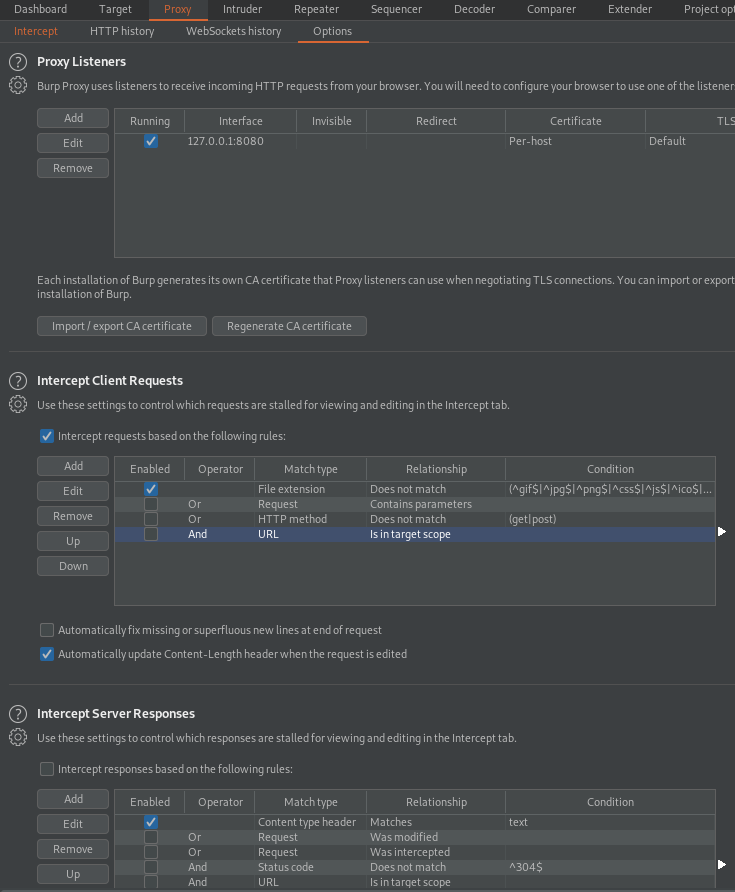 Dashboard Target Proxy Intruder Repeater Sequencer Decoder Comparer Extender Project opt
Intercept HTTP history WebSockets history Options
? Proxy Listeners
Burp Proxy uses listeners to receive incoming HTTP requests from your browser. You will need to configure your browser to use one of the listener
Add
Edit
Remove
Running Interface Invisible Redirect Certificate TLS
127.0.0.1:8080 Per-host Default
Each installation of Burp generates its own CA certificate that Proxy listeners can use when negotiating TLS connections. You can import or export
installation of Burp.
Import / export CA certificate Regenerate CA certificate
? Intercept Client Requests
Use these settings to control which requests are stalled for viewing and editing in the Intercept tab.
Intercept requests based on the following rules:
Add
Edit
Remove
Up
Down
Enabled Operator Match type Relationship Condition
File extension Does not match (^gif$|^jpg$|^png$|^css$|^js$|^ico$|...
Or Request Contains parameters
Or HTTP method Does not match (get|post)
And URL Is in target scope
Automatically fix missing or superfluous new lines at end of request
Automatically update Content-Length header when the request is edited
? Intercept Server Responses
Use these settings to control which responses are stalled for viewing and editing in the Intercept tab.
Intercept responses based on the following rules:
Add
Edit
Remove
Up
Enabled Operator Match type Relationship Condition
Content type header Matches text
Or Request Was modified
Or Request Was intercepted
And Status code Does not match ^304$
And URL Is in target scope